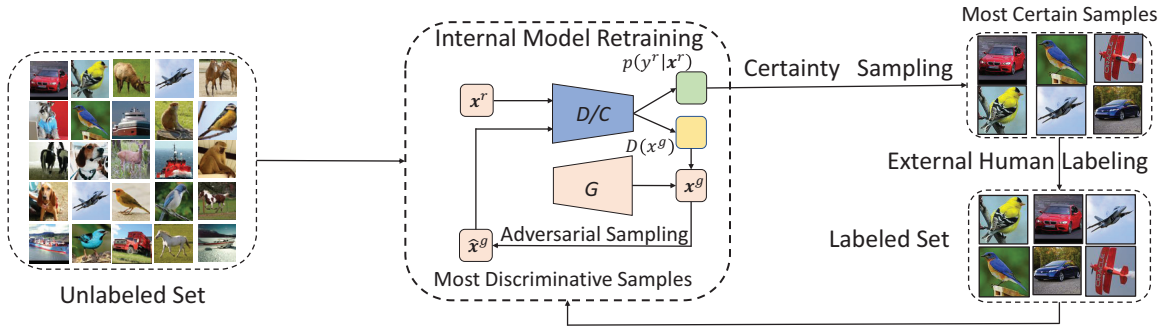 Unlabeled Set
Internal Model Retraining
p(y^r|x^r)
x^r
D/C
D(x^g)
G
x^g
x̂^g
Adversarial Sampling
Most Discriminative Samples
Certainty Sampling
Most Certain Samples
External Human Labeling
Labeled Set